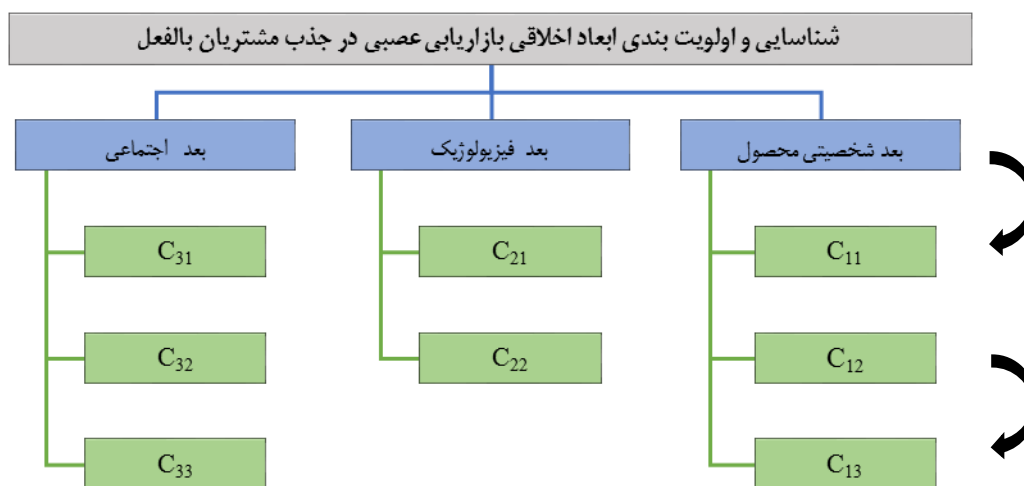 شناسایی و اولویت بندی ابعاد اخلاقی بازاریابی عصبی در جذب مشتریان بالفعل
بعد شخصیتی محصول
بعد فیزیولوژیک
بعد اجتماعی
C₁₁
C₂₁
C₃₁
C₁₂
C₂₂
C₃₂
C₁₃
C₃₃